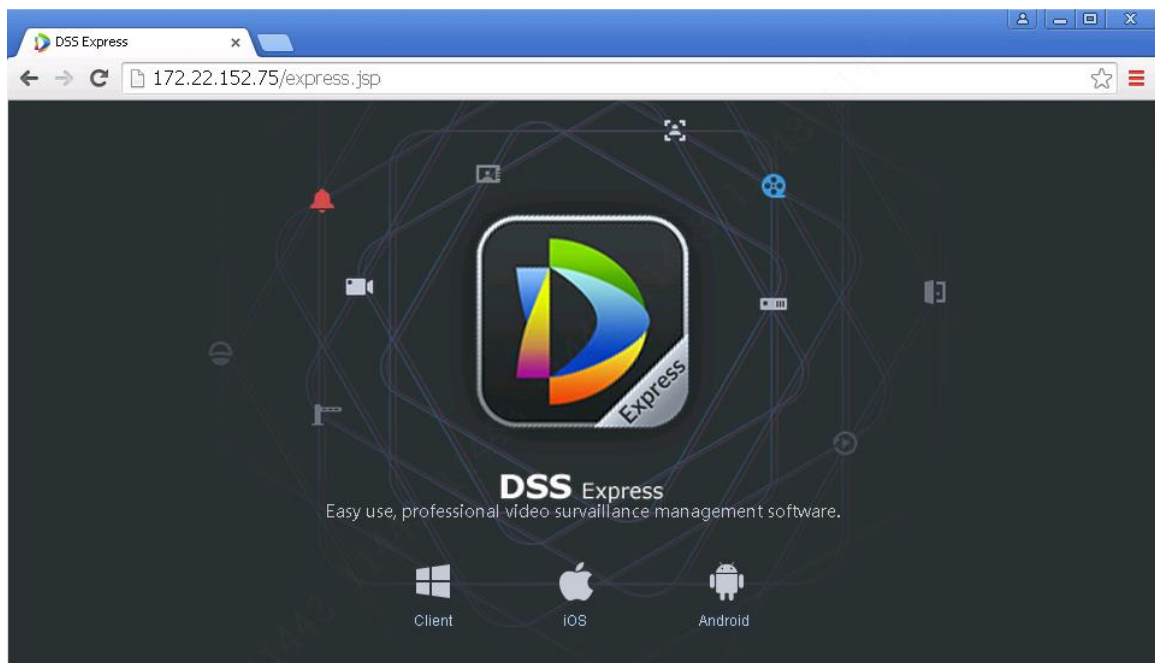 DSS Express
172.22.152.75/express.jsp
Express
DSS Express
Easy use, professional video survaillance management software.
Client iOS Android